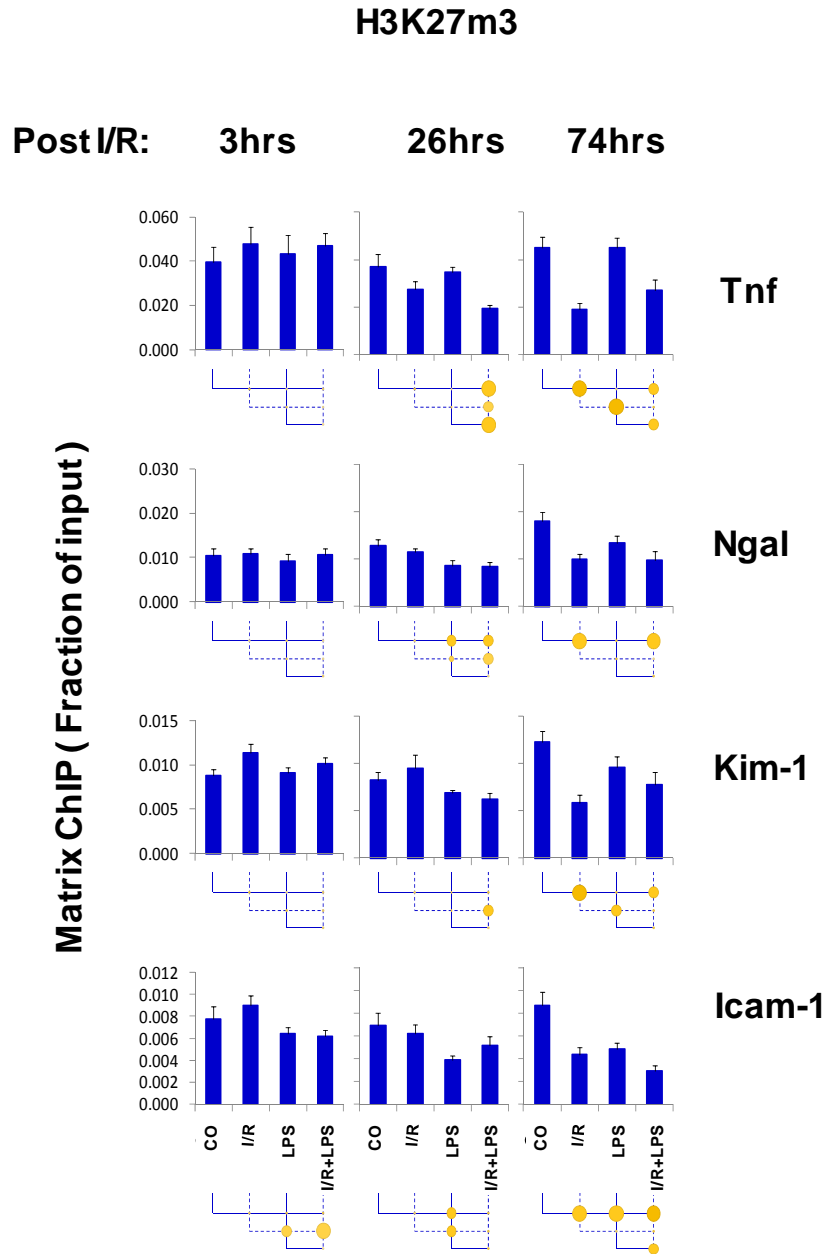 H3K27m3
Post I/R: 3hrs 26hrs 74hrs
0.060
0.040
0.020
0.000
Tnf
0.030
0.020
0.010
0.000
Ngal
0.015
0.010
0.005
0.000
Kim-1
0.012
0.010
0.008
0.006
0.004
0.002
0.000
Icam-1
Matrix ChIP ( Fraction of input )
CO I/R LPS I/R+LPS CO I/R LPS I/R+LPS CO I/R LPS I/R+LPS